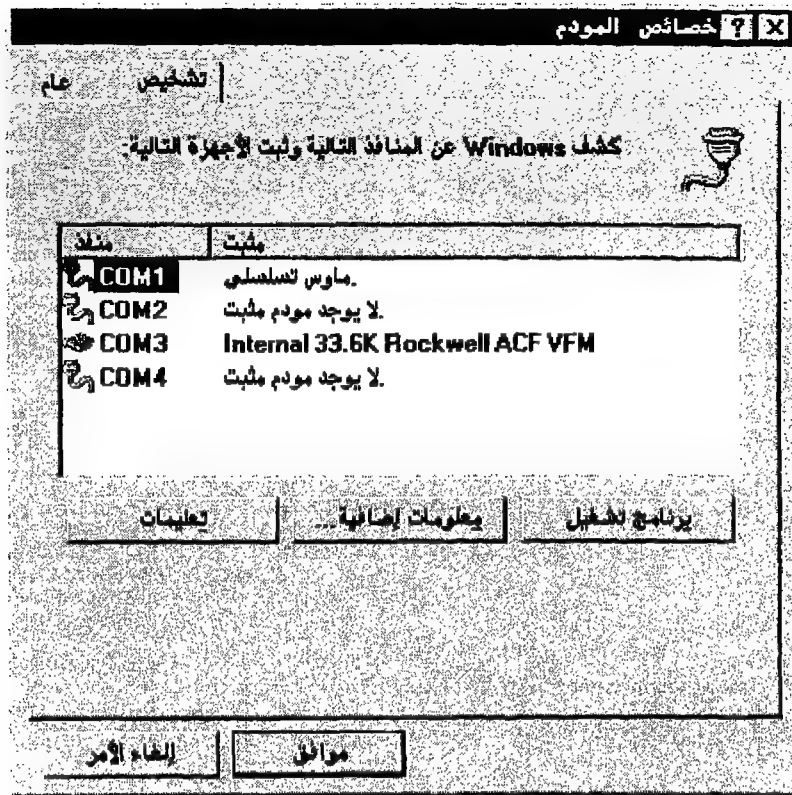 خصائص المودم
عام
تشخيص
كشف Windows عن المنافذ التالية وثبت الأجهزة التالية:
منفذ مثبت
COM1 ماوس تسلسلي.
COM2 لا يوجد مودم مثبت.
COM3 Internal 33.6K Rockwell ACF VFM
COM4 لا يوجد مودم مثبت.
برنامج تشغيل
معلومات إضافية...
تعليمات
موافق
إلغاء الأمر